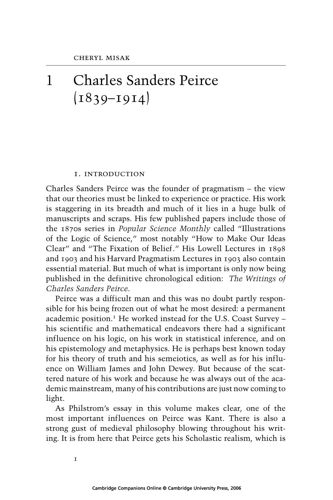 CHERYL MISAK
1 Charles Sanders Peirce
(1839–1914)
1. INTRODUCTION
Charles Sanders Peirce was the founder of pragmatism – the view
that our theories must be linked to experience or practice. His work
is staggering in its breadth and much of it lies in a huge bulk of
manuscripts and scraps. His few published papers include those of
the 1870s series in Popular Science Monthly called "Illustrations
of the Logic of Science," most notably "How to Make Our Ideas
Clear" and "The Fixation of Belief." His Lowell Lectures in 1898
and 1903 and his Harvard Pragmatism Lectures in 1903 also contain
essential material. But much of what is important is only now being
published in the definitive chronological edition: The Writings of
Charles Sanders Peirce.
Peirce was a difficult man and this was no doubt partly respon-
sible for his being frozen out of what he most desired: a permanent
academic position.¹ He worked instead for the U.S. Coast Survey –
his scientific and mathematical endeavors there had a significant
influence on his logic, on his work in statistical inference, and on
his epistemology and metaphysics. He is perhaps best known today
for his theory of truth and his semeiotics, as well as for his influ-
ence on William James and John Dewey. But because of the scat-
tered nature of his work and because he was always out of the aca-
demic mainstream, many of his contributions are just now coming to
light.
As Philstrom's essay in this volume makes clear, one of the
most important influences on Peirce was Kant. There is also a
strong gust of medieval philosophy blowing throughout his writ-
ing. It is from here that Peirce gets his Scholastic realism, which is
1
Cambridge Companions Online © Cambridge University Press, 2006